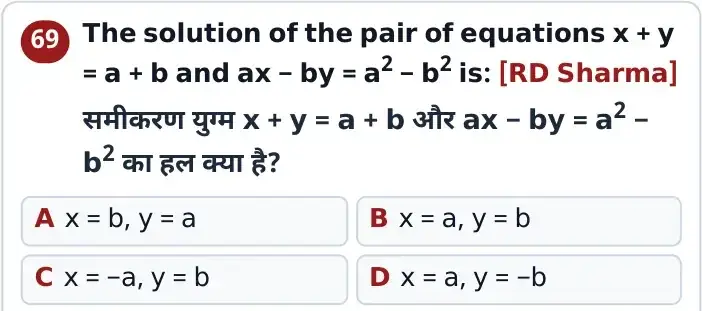 69 The solution of the pair of equations x + y
= a + b and ax − by = a² − b² is: [RD Sharma]
समीकरण युग्म x + y = a + b और ax − by = a² −
b² का हल क्या है?
A x = b, y = a
B x = a, y = b
C x = −a, y = b
D x = a, y = −b